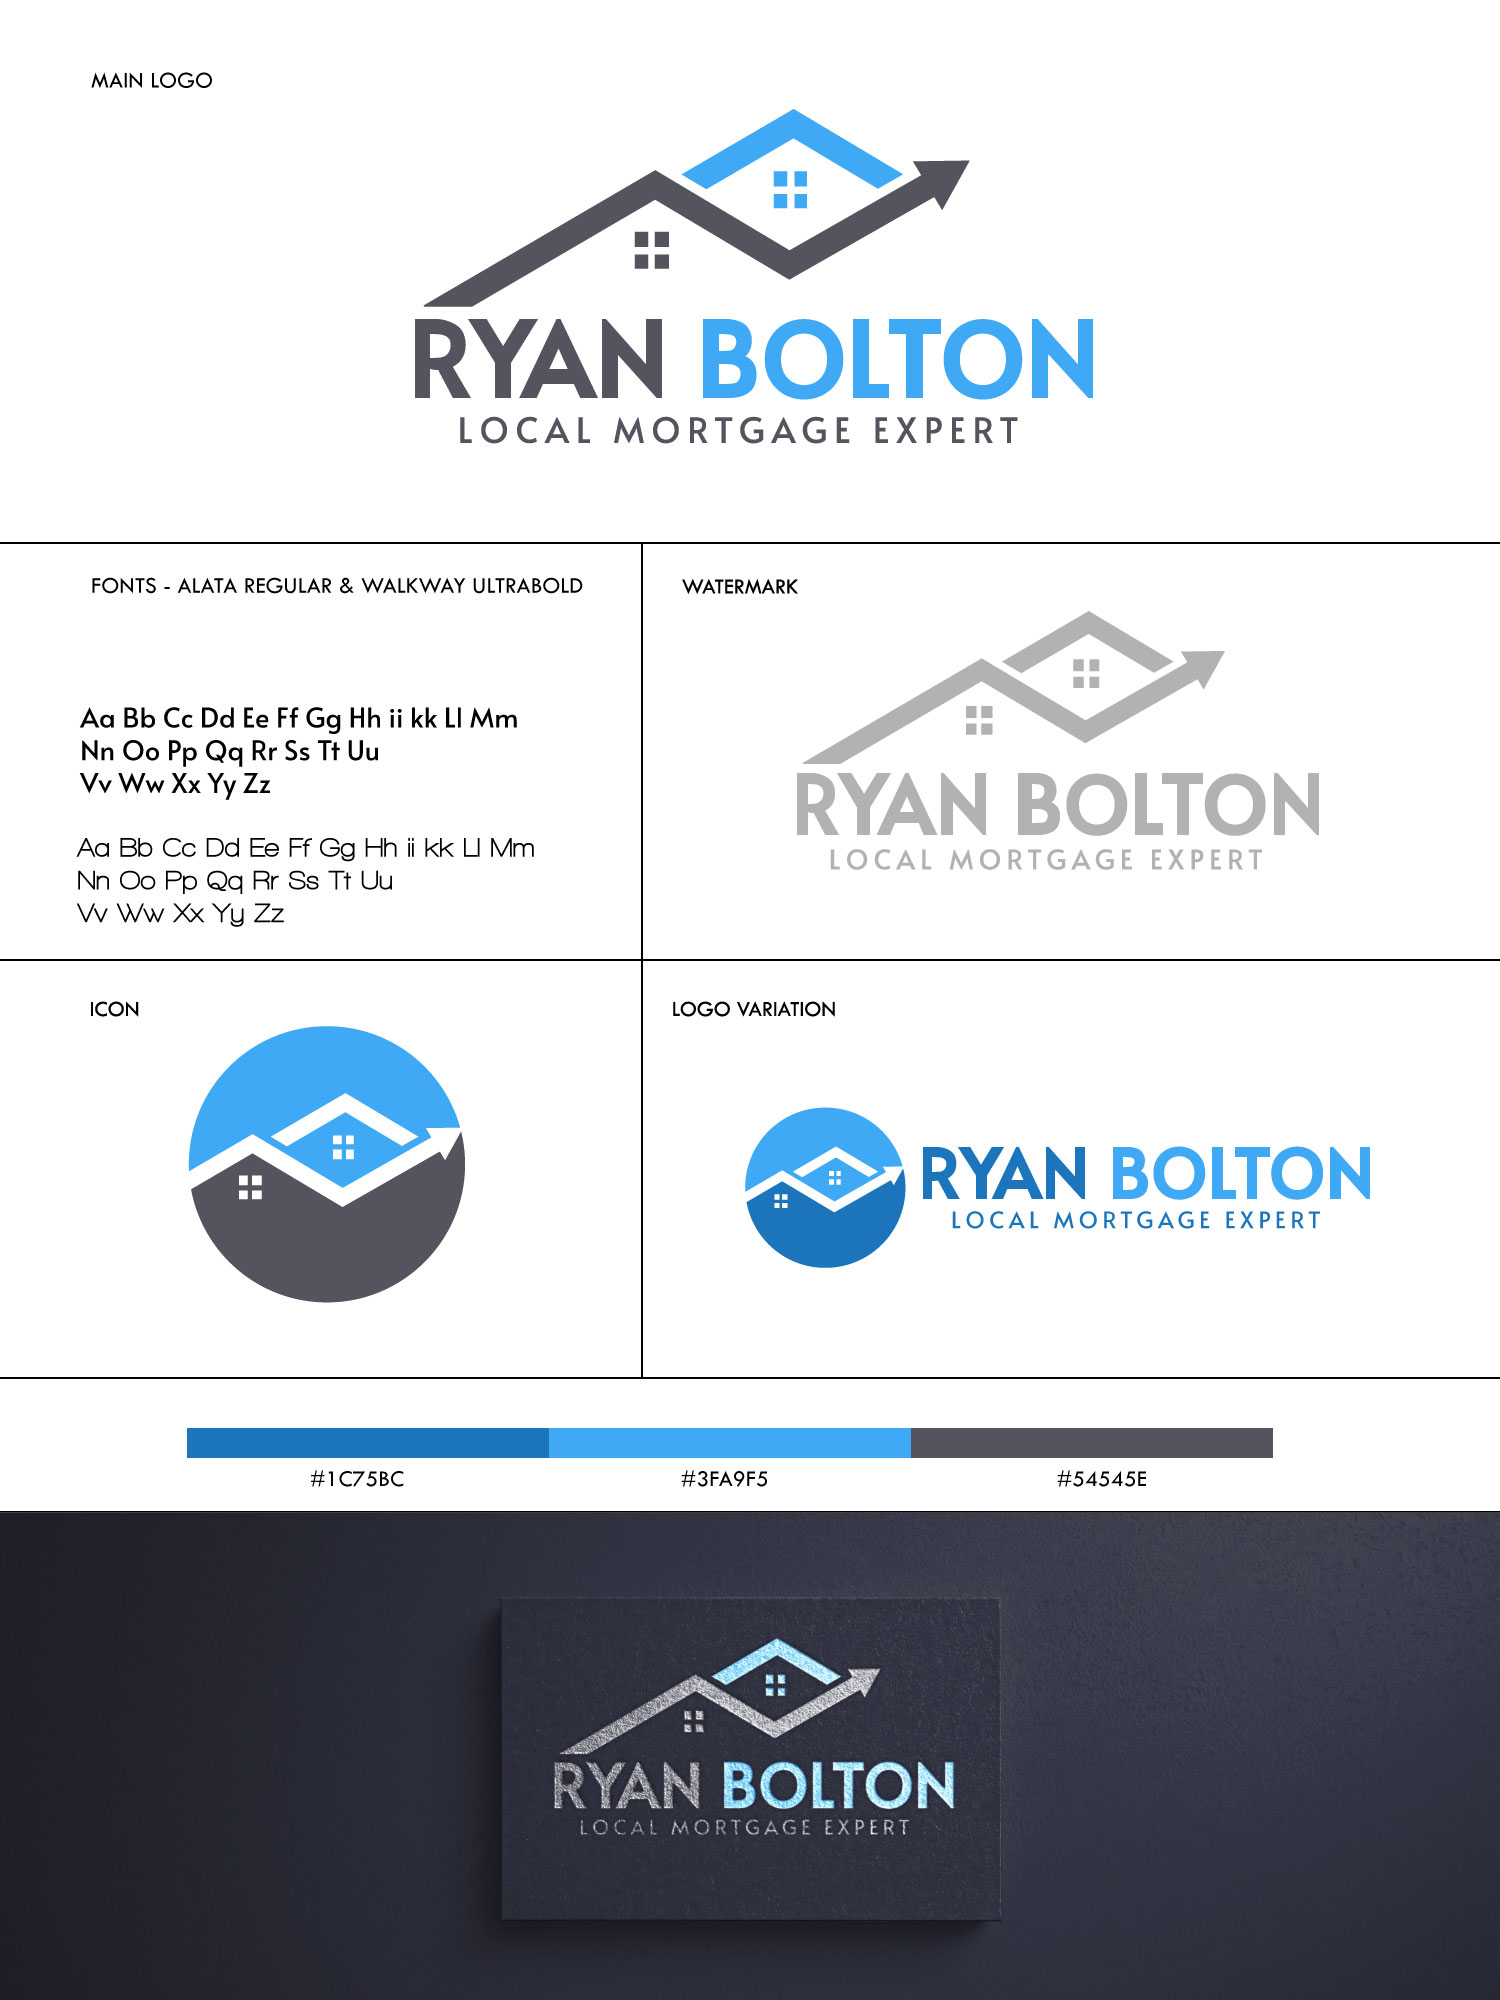 MAIN LOGO
RYAN BOLTON
LOCAL MORTGAGE EXPERT
FONTS - ALATA REGULAR & WALKWAY ULTRABOLD
Aa Bb Cc Dd Ee Ff Gg Hh ii kk Ll Mm
Nn Oo Pp Qq Rr Ss Tt Uu
Vv Ww Xx Yy Zz
Aa Bb Cc Dd Ee Ff Gg Hh ii kk Ll Mm
Nn Oo Pp Qq Rr Ss Tt Uu
Vv Ww Xx Yy Zz
WATERMARK
RYAN BOLTON
LOCAL MORTGAGE EXPERT
ICON
LOGO VARIATION
RYAN BOLTON
LOCAL MORTGAGE EXPERT
#1C75BC
#3FA9F5
#54545E
RYAN BOLTON
LOCAL MORTGAGE EXPERT